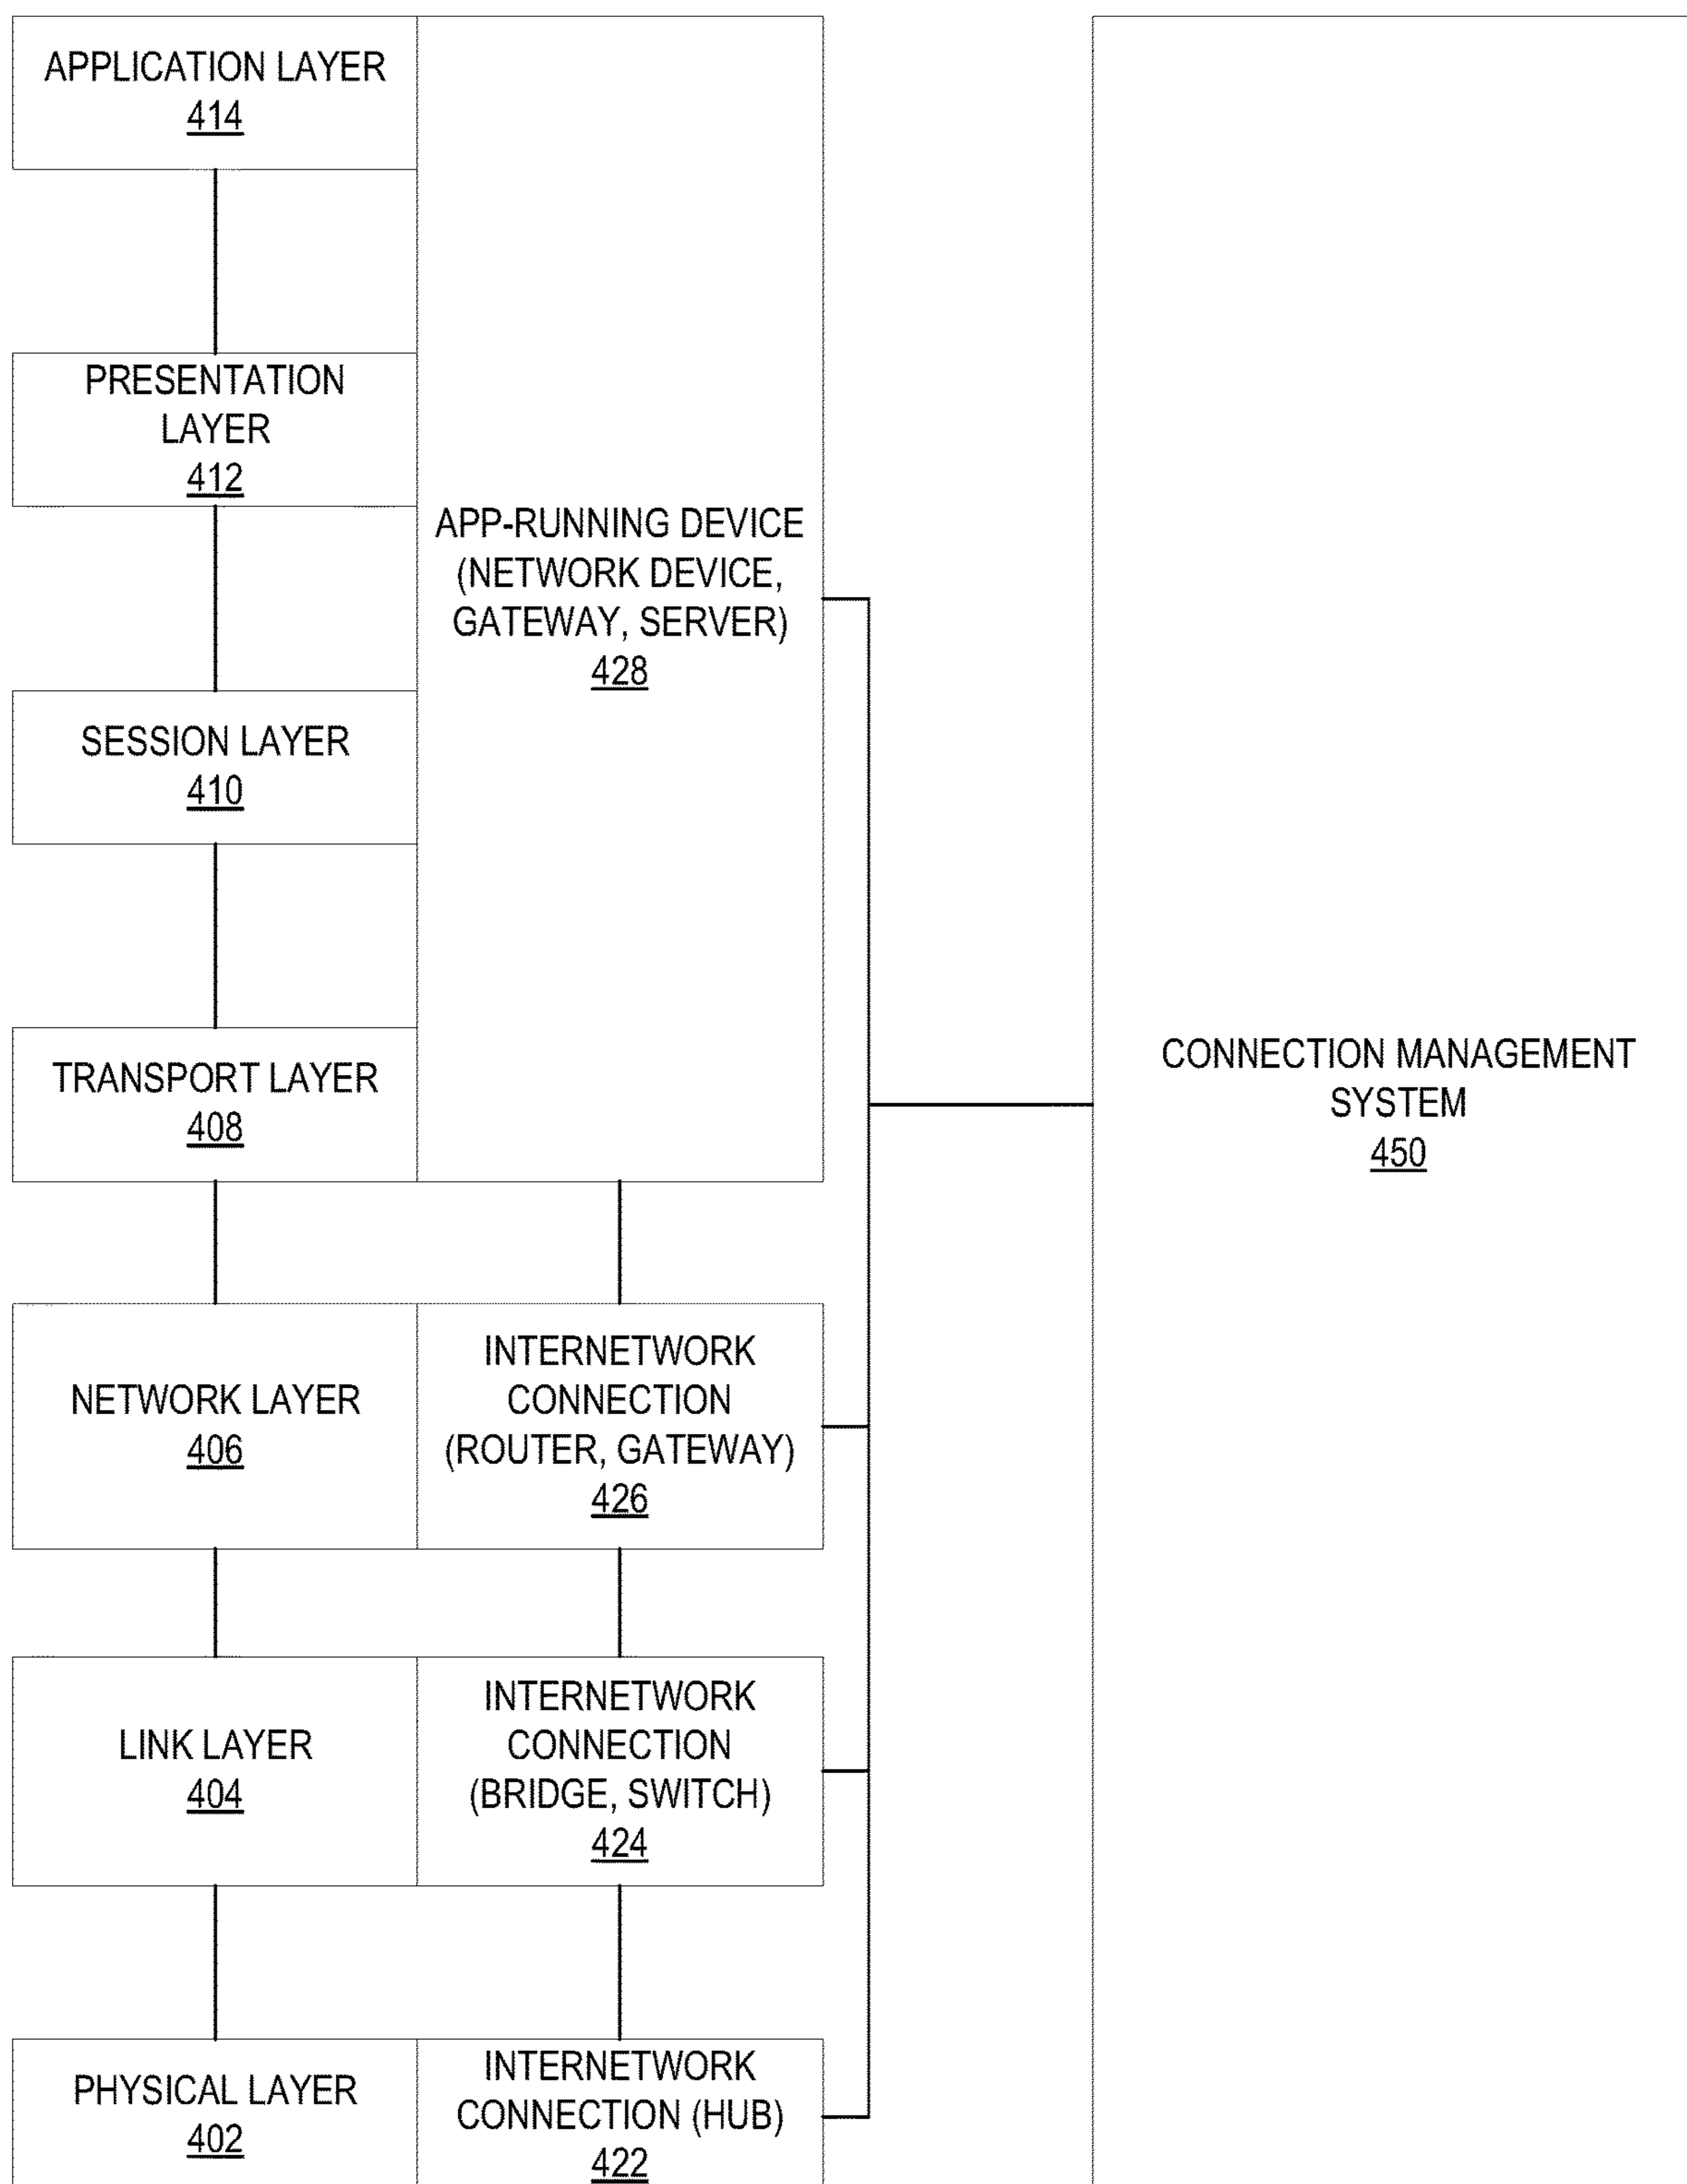 APPLICATION LAYER
414
PRESENTATION
LAYER
412
APP-RUNNING DEVICE
(NETWORK DEVICE,
GATEWAY, SERVER)
428
SESSION LAYER
410
TRANSPORT LAYER
408
CONNECTION MANAGEMENT
SYSTEM
450
NETWORK LAYER
406
INTERNETWORK
CONNECTION
(ROUTER, GATEWAY)
426
LINK LAYER
404
INTERNETWORK
CONNECTION
(BRIDGE, SWITCH)
424
PHYSICAL LAYER
402
INTERNETWORK
CONNECTION (HUB)
422